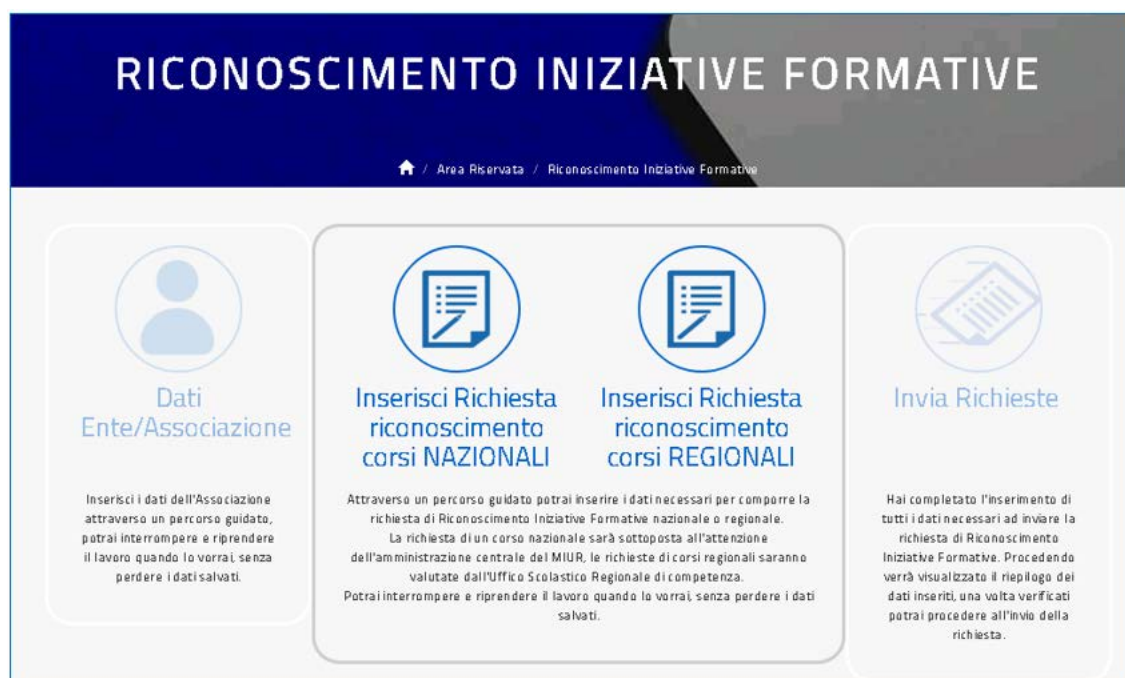 RICONOSCIMENTO INIZIATIVE FORMATIVE
/ Area Riservata / Riconoscimento Iniziative Formative
Dati
Ente/Associazione
Inserisci i dati dell'Associazione
attraverso un percorso guidato,
potrai interrompere e riprendere
il lavoro quando lo vorrai, senza
perdere i dati salvati.
Inserisci Richiesta
riconoscimento
corsi NAZIONALI
Inserisci Richiesta
riconoscimento
corsi REGIONALI
Attraverso un percorso guidato potrai inserire i dati necessari per comporre la
richiesta di Riconoscimento Iniziative Formative nazionale o regionale.
La richiesta di un corso nazionale sarà sottoposta all'attenzione
dell'amministrazione centrale del MIUR, le richieste di corsi regionali saranno
valutate dall'Uffico Scolastico Regionale di competenza.
Potrai interrompere e riprendere il lavoro quando lo vorrai, senza perdere i dati
salvati.
Invia Richieste
Hai completato l'inserimento di
tutti i dati necessari ad inviare la
richiesta di Riconoscimento
Iniziative Formative. Procedendo
verrà visualizzato il riepilogo dei
dati inseriti, una volta verificati
potrai procedere all'invio della
richiesta.